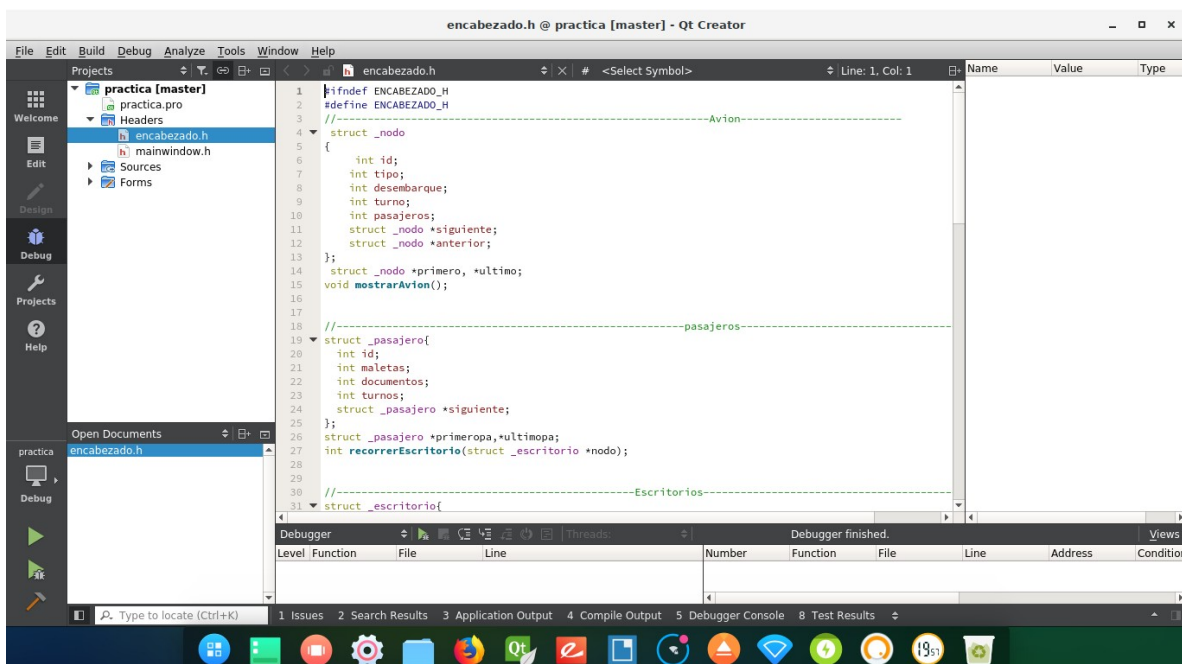 encabezado.h @ practica [master] - Qt Creator
File Edit Build Debug Analyze Tools Window Help
Projects
encabezado.h
# <Select Symbol>
Line: 1, Col: 1
Name Value Type
Welcome
Edit
Design
Debug
Projects
Help
practica
Debug
practica [master]
practica.pro
Headers
encabezado.h
mainwindow.h
Sources
Forms
Open Documents
encabezado.h
1 #ifndef ENCABEZADO_H
2 #define ENCABEZADO_H
3 //------------------------------------------------------------------------Avion-------------------------
4 struct _nodo
5 {
6 int id;
7 int tipo;
8 int desembarque;
9 int turno;
10 int pasajeros;
11 struct _nodo *siguiente;
12 struct _nodo *anterior;
13 };
14 struct _nodo *primero, *ultimo;
15 void mostrarAvion();
16
17
18 //-------------------------------------------------------------------pasajeros-----------------------------------------
19 struct _pasajero{
20 int id;
21 int maletas;
22 int documentos;
23 int turnos;
24 struct _pasajero *siguiente;
25 };
26 struct _pasajero *primeropa,*ultimopa;
27 int recorrerEscritorio(struct _escritorio *nodo);
28
29
30 //----------------------------------------------------------Escritorios------------------------------------------------
31 struct _escritorio{
Debugger
Threads:
Debugger finished.
Views
Level Function File Line
Number Function File Line Address Conditio
Type to locate (Ctrl+K)
1 Issues 2 Search Results 3 Application Output 4 Compile Output 5 Debugger Console 8 Test Results
Qt
19 51